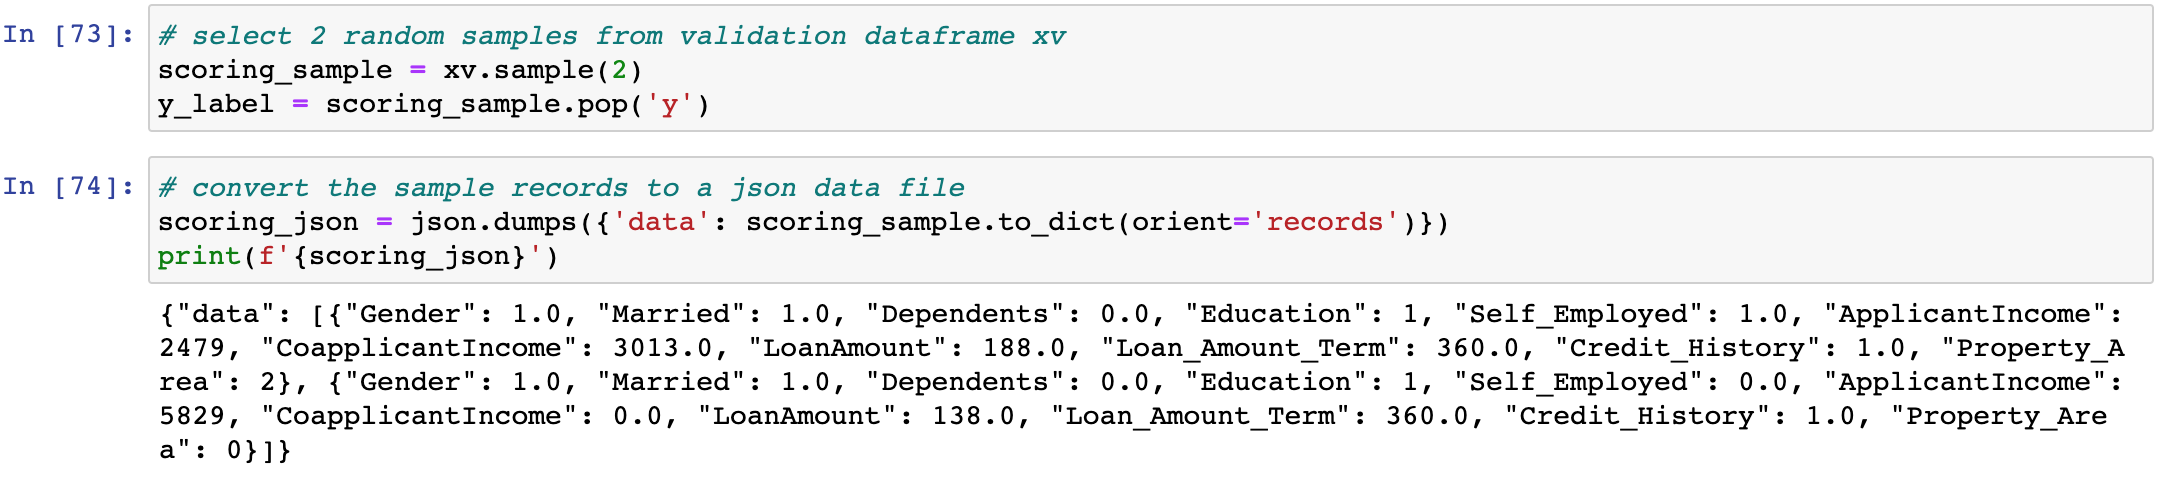 In [73]: # select 2 random samples from validation dataframe xv
scoring_sample = xv.sample(2)
y_label = scoring_sample.pop('y')
In [74]: # convert the sample records to a json data file
scoring_json = json.dumps({'data': scoring_sample.to_dict(orient='records')})
print(f'{scoring_json}')
{"data": [{"Gender": 1.0, "Married": 1.0, "Dependents": 0.0, "Education": 1, "Self_Employed": 1.0, "ApplicantIncome":
2479, "CoapplicantIncome": 3013.0, "LoanAmount": 188.0, "Loan_Amount_Term": 360.0, "Credit_History": 1.0, "Property_A
rea": 2}, {"Gender": 1.0, "Married": 1.0, "Dependents": 0.0, "Education": 1, "Self_Employed": 0.0, "ApplicantIncome":
5829, "CoapplicantIncome": 0.0, "LoanAmount": 138.0, "Loan_Amount_Term": 360.0, "Credit_History": 1.0, "Property_Are
a": 0}]}